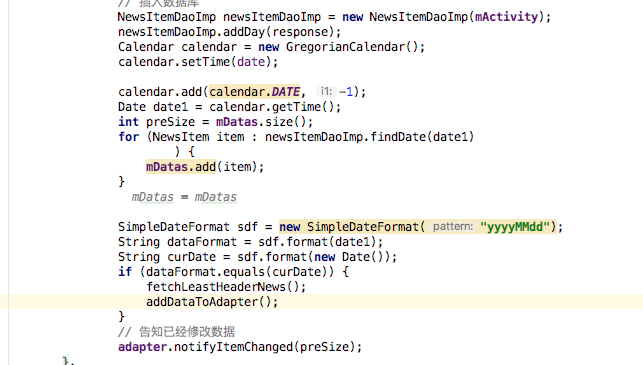 // 插入数据库
NewsItemDaoImp newsItemDaoImp = new NewsItemDaoImp(mActivity);
newsItemDaoImp.addDay(response);
Calendar calendar = new GregorianCalendar();
calendar.setTime(date);
calendar.add(calendar.DATE, i1: -1);
Date date1 = calendar.getTime();
int preSize = mDatas.size();
for (NewsItem item : newsItemDaoImp.findDate(date1)
) {
mDatas.add(item);
}
mDatas = mDatas
SimpleDateFormat sdf = new SimpleDateFormat( pattern: "yyyyMMdd");
String dataFormat = sdf.format(date1);
String curDate = sdf.format(new Date());
if (dataFormat.equals(curDate)) {
fetchLeastHeaderNews();
addDataToAdapter();
}
// 告知已经修改数据
adapter.notifyItemChanged(preSize);
},